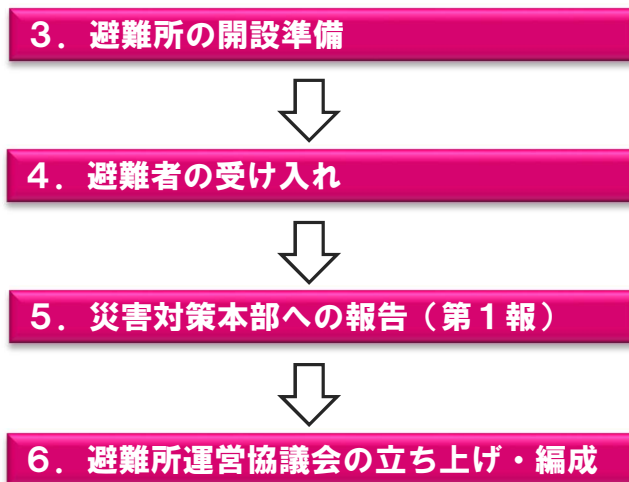 ３．避難所の開設準備
４．避難者の受け入れ
５．災害対策本部への報告（第１報）
６．避難所運営協議会の立ち上げ・編成